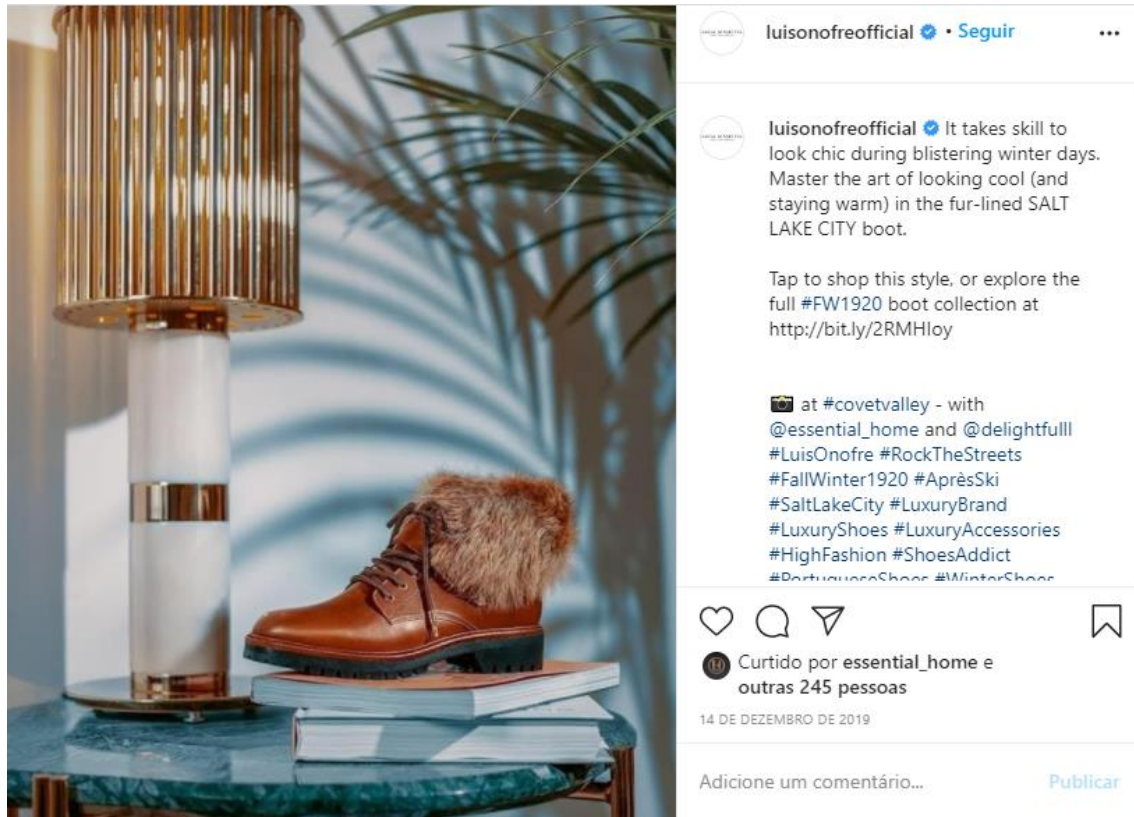 luisonofreofficial • Seguir
luisonofreofficial It takes skill to
look chic during blistering winter days.
Master the art of looking cool (and
staying warm) in the fur-lined SALT
LAKE CITY boot.
Tap to shop this style, or explore the
full #FW1920 boot collection at
http://bit.ly/2RMHIoy
📷 at #covetvalley - with
@essential_home and @delightfulll
#LuisOnofre #RockTheStreets
#FallWinter1920 #AprèsSki
#SaltLakeCity #LuxuryBrand
#LuxuryShoes #LuxuryAccessories
#HighFashion #ShoesAddict
#PortugueseShoes #WinterShoes
Curtido por essential_home e
outras 245 pessoas
14 DE DEZEMBRO DE 2019
Adicione um comentário... Publicar